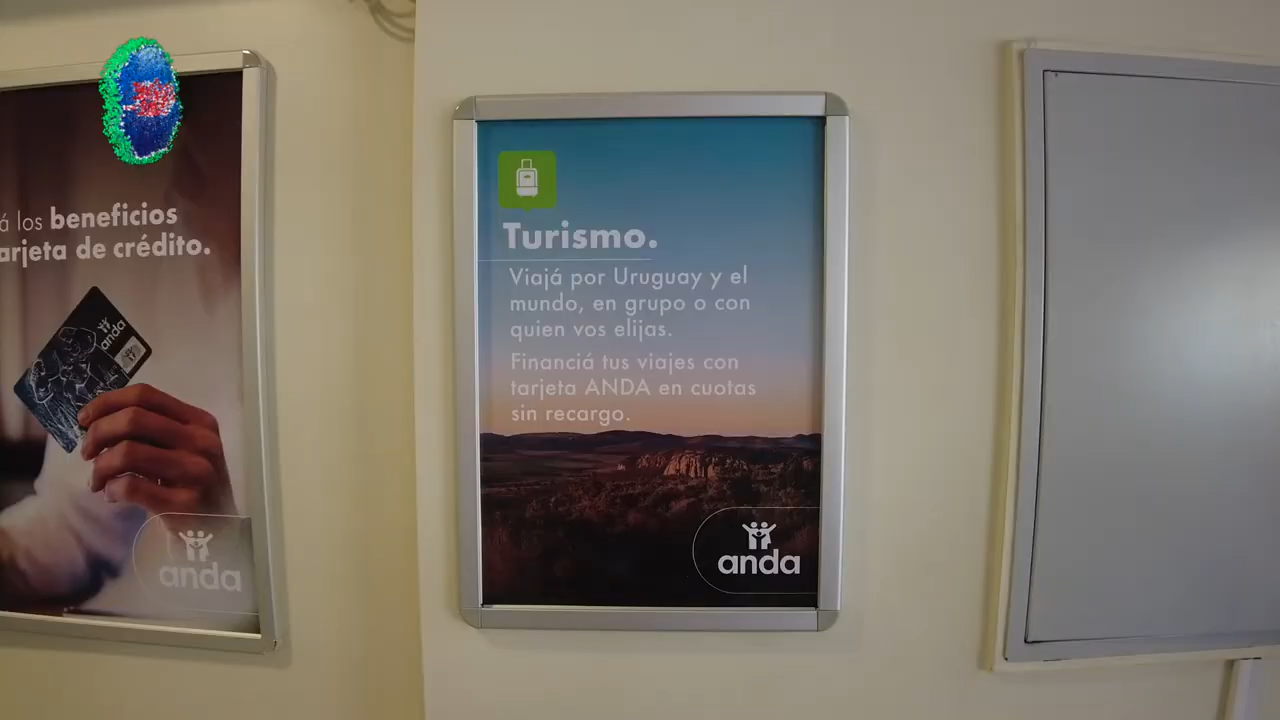 á los beneficios
arjeta de crédito.
anda
anda
Turismo.
Viajá por Uruguay y el
mundo, en grupo o con
quien vos elijas.
Financiá tus viajes con
tarjeta ANDA en cuotas
sin recargo.
anda